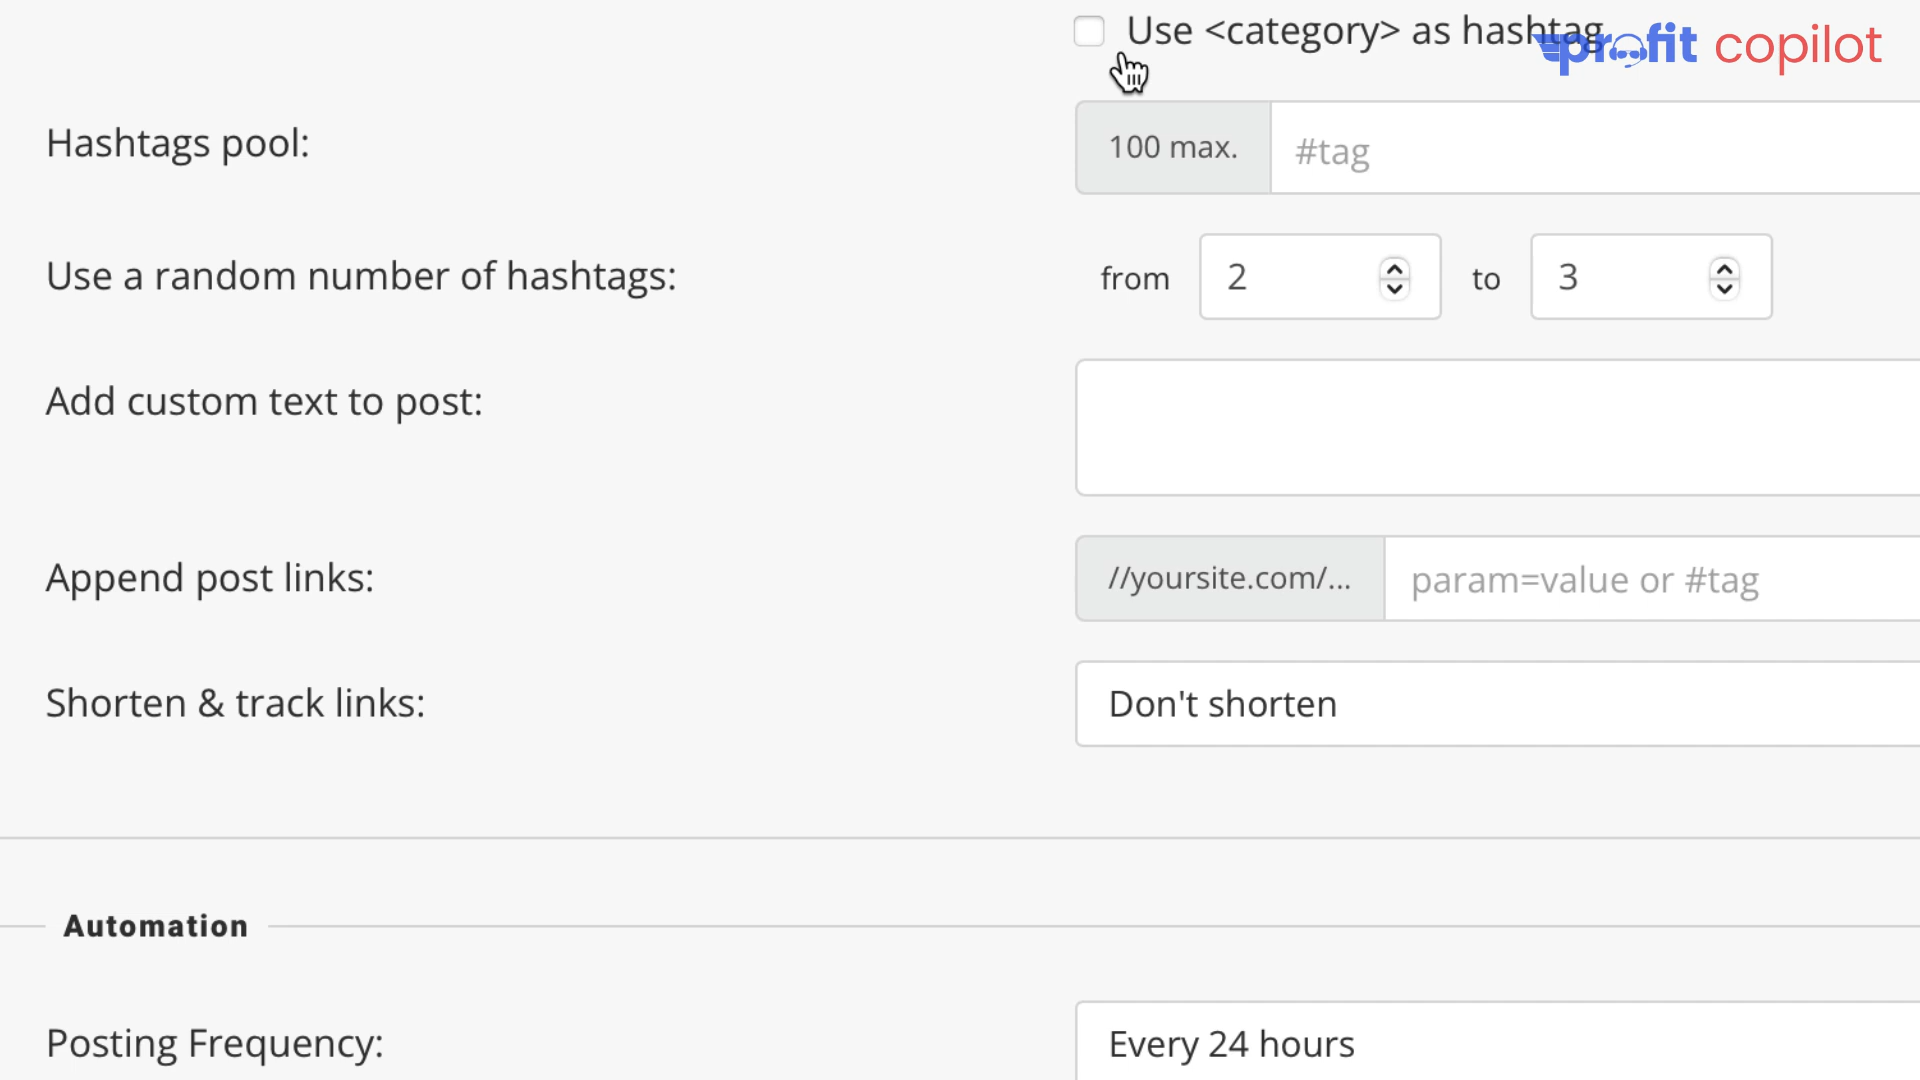 Use <category> as hashtag
profit copilot
Hashtags pool:
100 max.
#tag
Use a random number of hashtags:
from 2 to 3
Add custom text to post:
Append post links:
//yoursite.com/...
param=value or #tag
Shorten & track links:
Don't shorten
Automation
Posting Frequency:
Every 24 hours